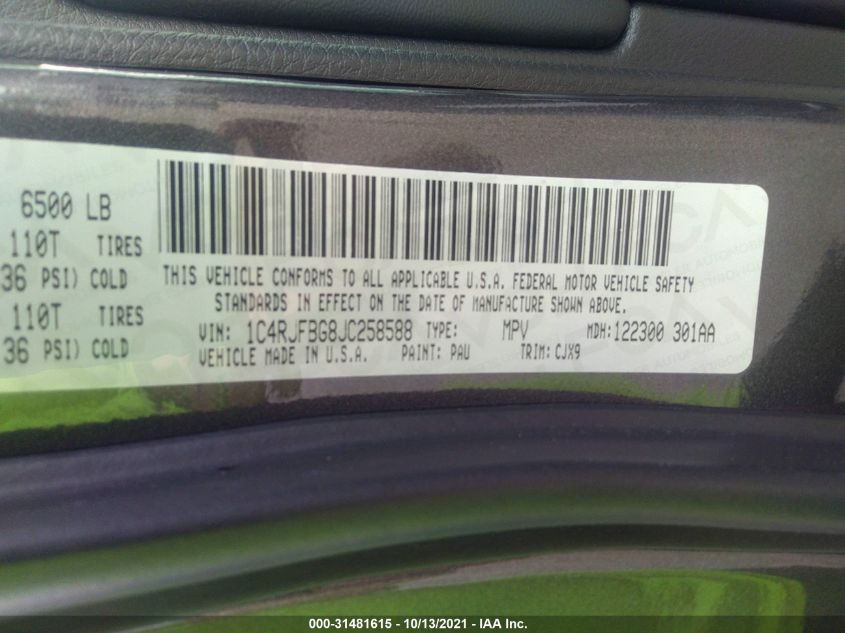 6500 LB
110T TIRES
36 PSI) COLD
110T TIRES
36 PSI) COLD
THIS VEHICLE CONFORMS TO ALL APPLICABLE U.S.A. FEDERAL MOTOR VEHICLE SAFETY
STANDARDS IN EFFECT ON THE DATE OF MANUFACTURE SHOWN ABOVE.
VIN: 1C4RJFBG8JC258588 TYPE: MPV MDH:122300 301AA
VEHICLE MADE IN U.S.A. PAINT: PAU TRIM:CJX9
000-31481615 - 10/13/2021 - IAA Inc.